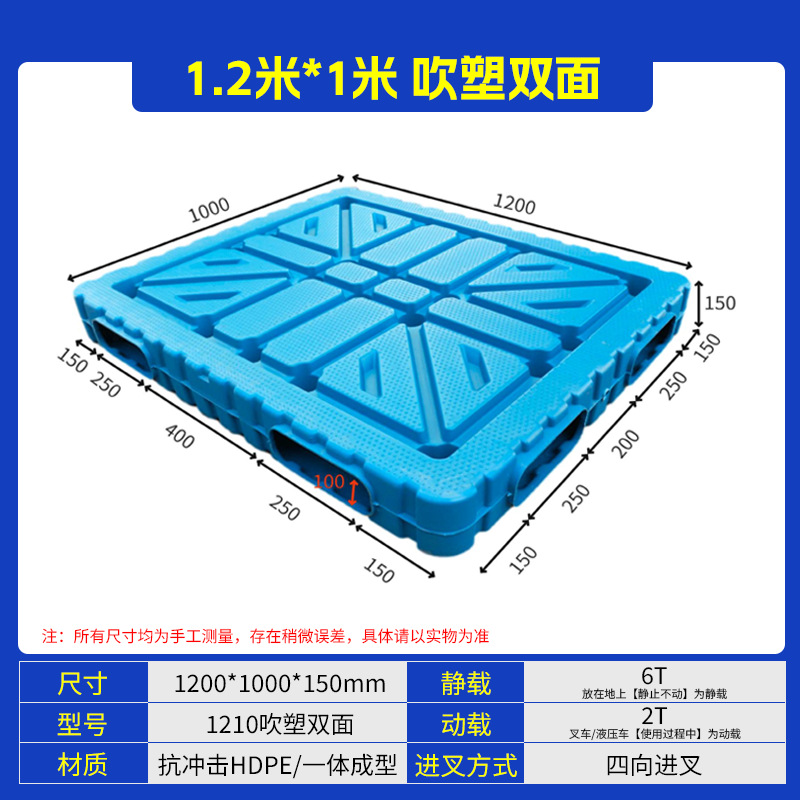 1.2米*1米 吹塑双面
1000
1200
150
150
250
400
250
150
100
150
250
200
250
150
注：所有尺寸均为手工测量，存在稍微误差，具体请以实物为准
尺寸 1200*1000*150mm 静载 6T
放在地上【静止不动】为静载
型号 1210吹塑双面 动载 2T
叉车/液压车【使用过程中】为动载
材质 抗冲击HDPE/一体成型 进叉方式 四向进叉